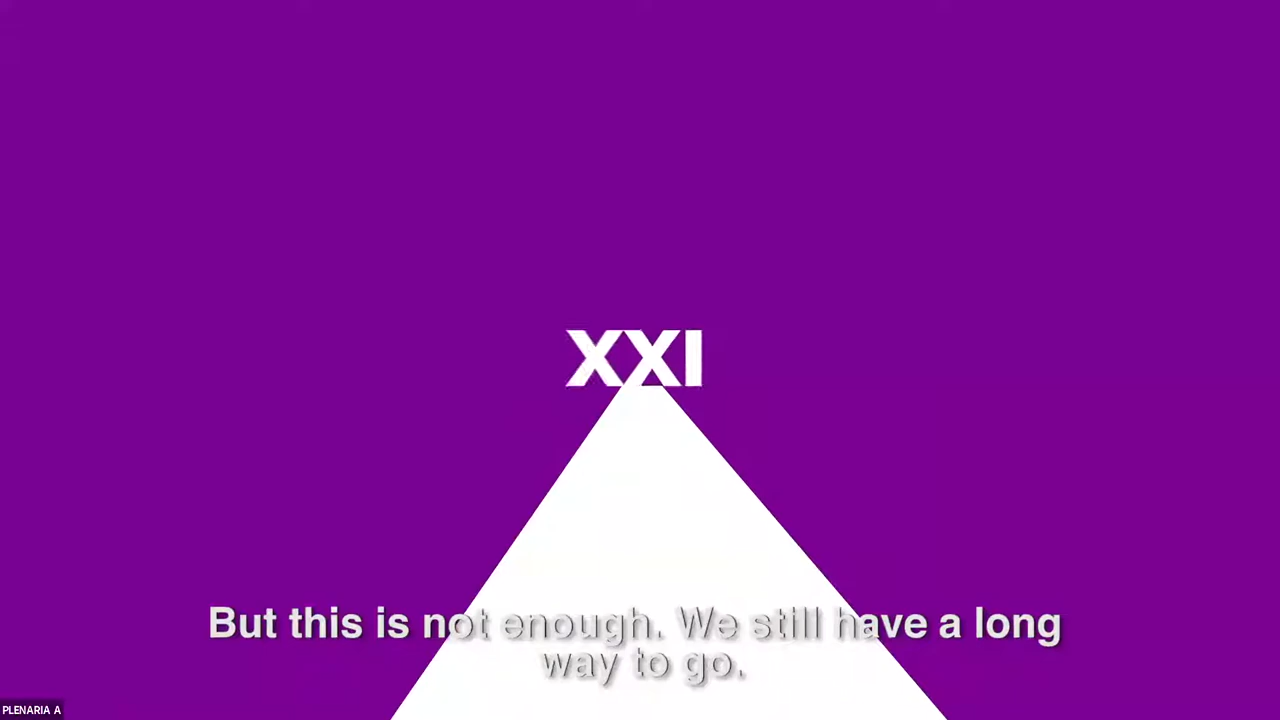 XXI
But this is not enough. We still have a long
way to go.
PLENARIA A